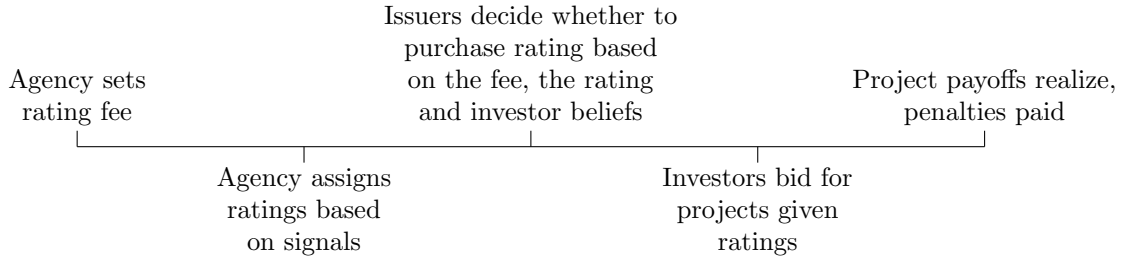 Agency sets
rating fee
Agency assigns
ratings based
on signals
Issuers decide whether to
purchase rating based
on the fee, the rating
and investor beliefs
Investors bid for
projects given
ratings
Project payoffs realize,
penalties paid